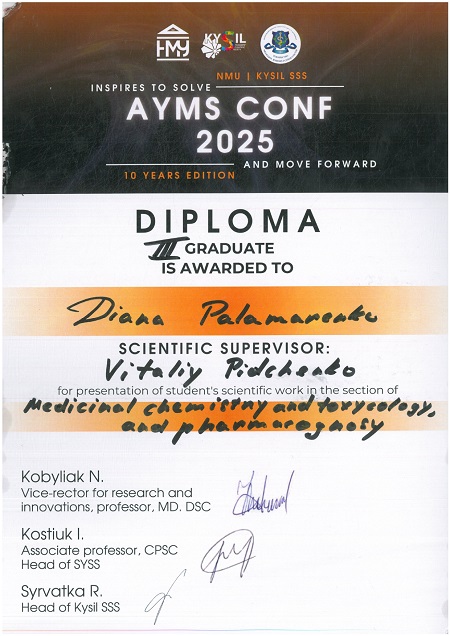 НМУ KYSIL
NMU | KYSIL SSS
INSPIRES TO SOLVE
AYMS CONF
2025
AND MOVE FORWARD
10 YEARS EDITION
DIPLOMA
III GRADUATE
IS AWARDED TO
Diana Palamarenko
SCIENTIFIC SUPERVISOR:
Vitaliy Pidchenko
for presentation of student's scientific work in the section of
Medicinal chemistry and toxycology,
and pharmacognosy
Kobyliak N.
Vice-rector for research and
innovations, professor, MD. DSC
Kostiuk I.
Associate professor, CPSC
Head of SYSS
Syrvatka R.
Head of Kysil SSS